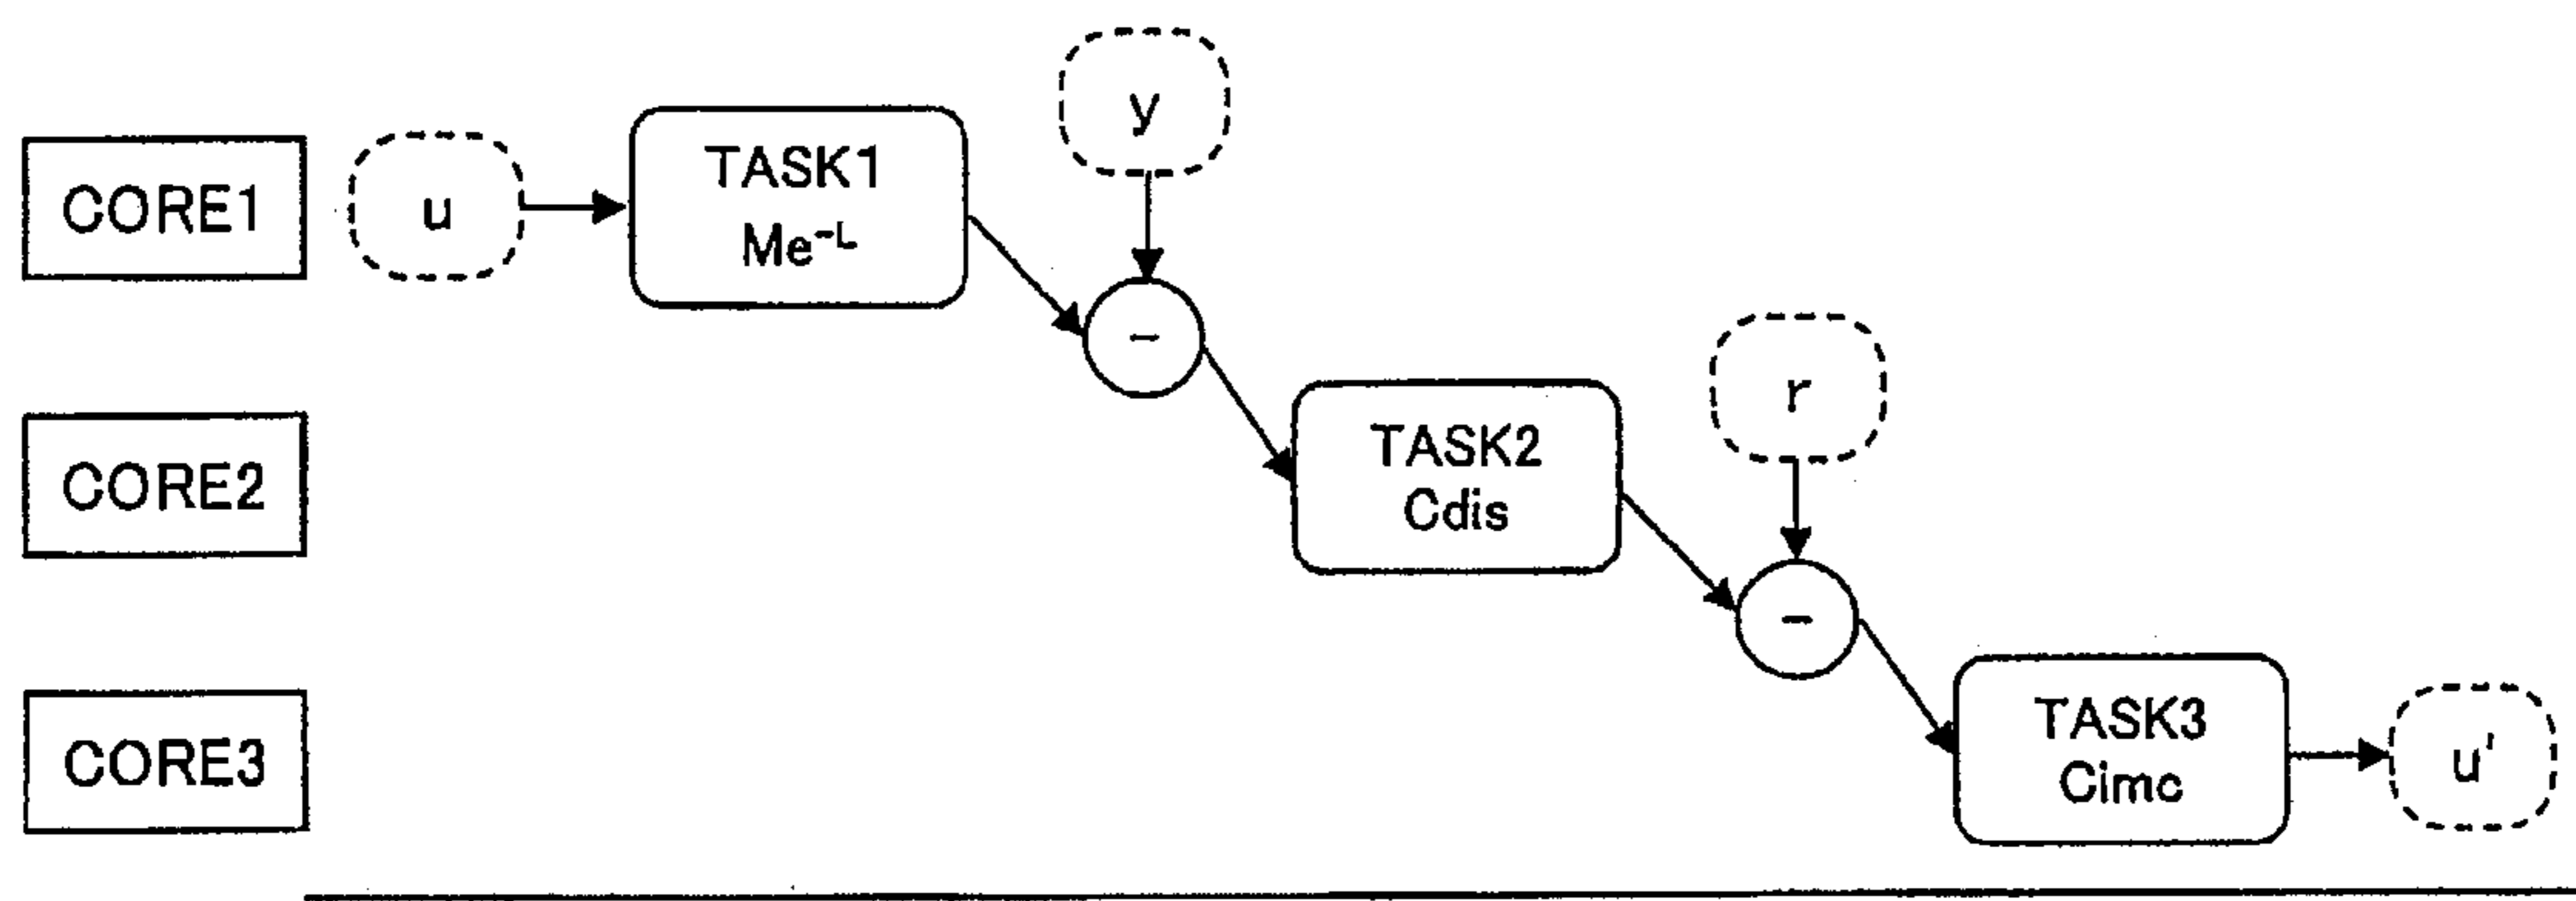 y
CORE1
u
TASK1
Me⁻ᴸ
−
r
CORE2
TASK2
Cdis
−
CORE3
TASK3
Cimc
u'